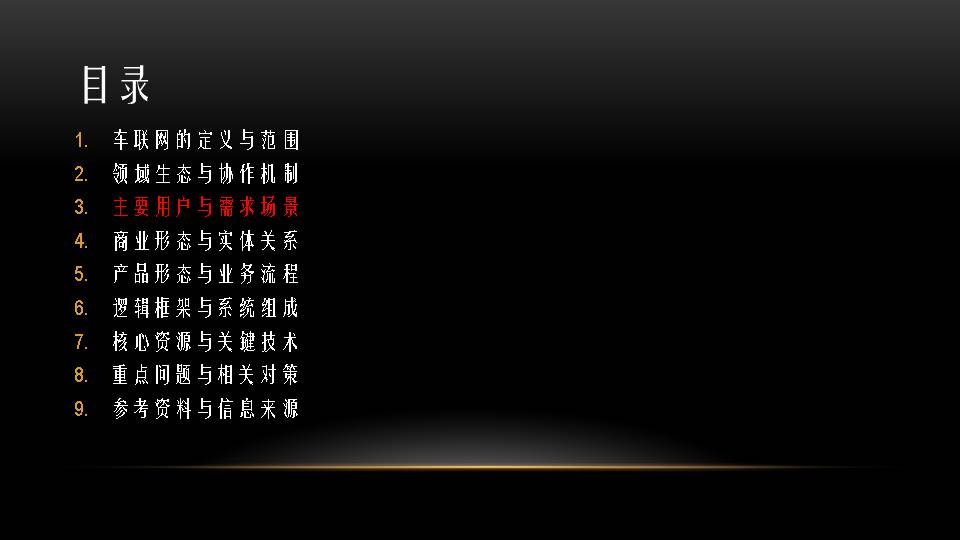 目录
1. 车联网的定义与范围
2. 领域生态与协作机制
3. 主要用户与需求场景
4. 商业形态与实体关系
5. 产品形态与业务流程
6. 逻辑框架与系统组成
7. 核心资源与关键技术
8. 重点问题与相关对策
9. 参考资料与信息来源